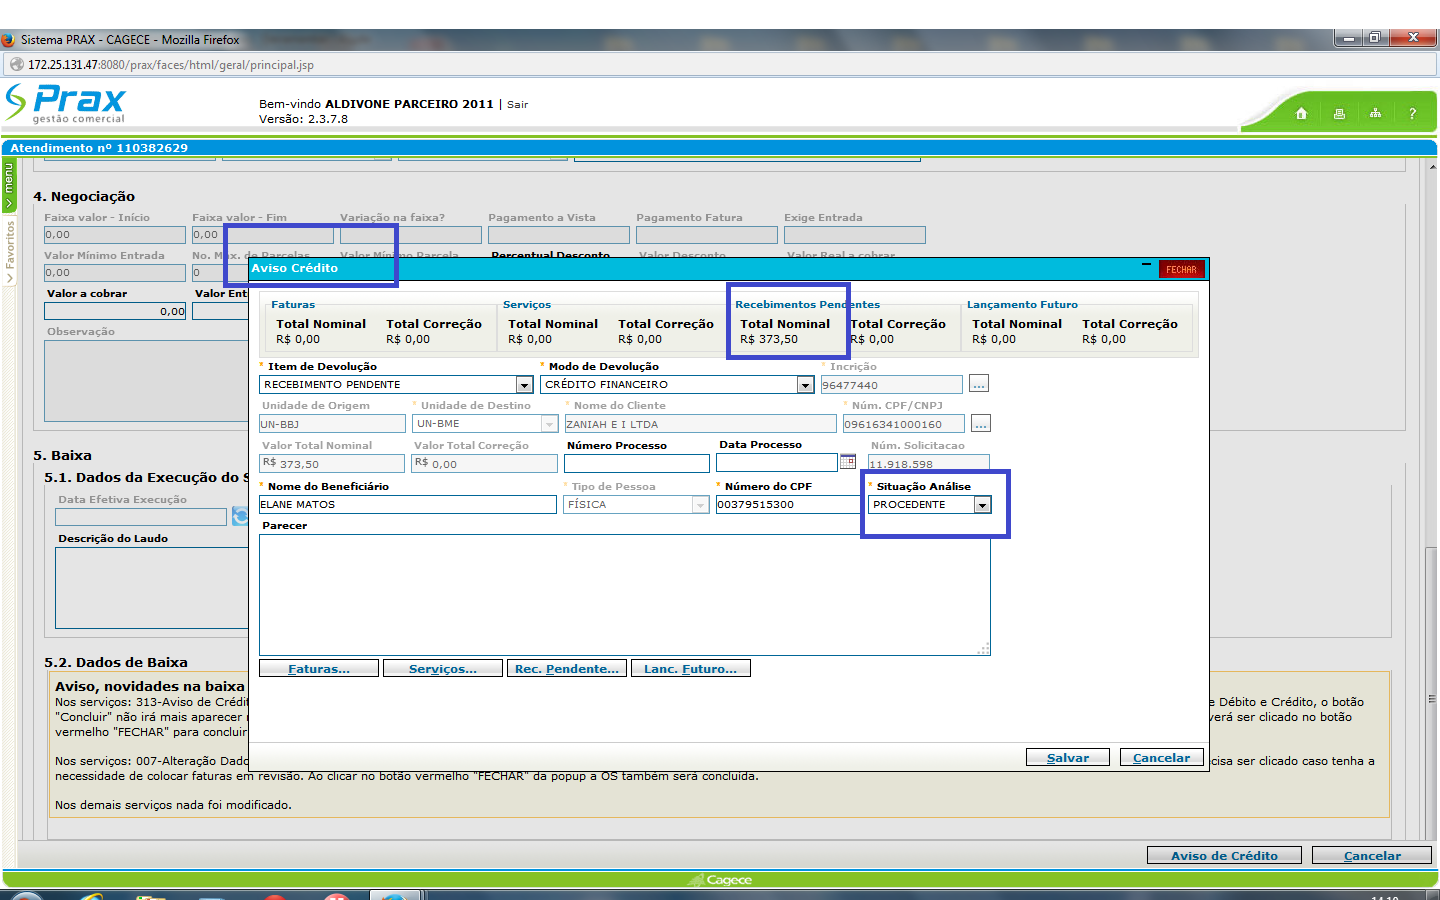 Sistema PRAX - CAGECE - Mozilla Firefox
172.25.131.47:8080/prax/faces/html/geral/principal.jsp
Prax
gestão comercial
Bem-vindo ALDIVONE PARCEIRO 2011 | Sair
Versão: 2.3.7.8
?
Atendimento nº 110382629
menu
Favoritos
4. Negociação
Faixa valor - Início Faixa valor - Fim Variação na faixa? Pagamento a Vista Pagamento Fatura Exige Entrada
0,00 0,00
Valor Mínimo Entrada No. Max. de Parcelas Valor Mínimo Parcela Percentual Desconto Valor Desconto Valor Real a cobrar
0,00 0
Valor a cobrar Valor Ent
0,00
Observação
Aviso Crédito FECHAR
Faturas Serviços Recebimentos Pendentes Lançamento Futuro
Total Nominal Total Correção Total Nominal Total Correção Total Nominal Total Correção Total Nominal Total Correção
R$ 0,00 R$ 0,00 R$ 0,00 R$ 0,00 R$ 373,50 R$ 0,00 R$ 0,00 R$ 0,00
* Item de Devolução * Modo de Devolução * Incrição
RECEBIMENTO PENDENTE CRÉDITO FINANCEIRO 96477440 ...
Unidade de Origem * Unidade de Destino * Nome do Cliente * Núm. CPF/CNPJ
UN-BBJ UN-BME ZANIAH E I LTDA 09616341000160 ...
Valor Total Nominal Valor Total Correção Número Processo Data Processo Núm. Solicitacao
R$ 373,50 R$ 0,00 11.918.598
* Nome do Beneficiário * Tipo de Pessoa * Número do CPF * Situação Análise
ELANE MATOS FÍSICA 00379515300 PROCEDENTE
Parecer
Faturas... Serviços... Rec. Pendente... Lanc. Futuro...
Salvar Cancelar
5. Baixa
5.1. Dados da Execução do S
Data Efetiva Execução
Descrição do Laudo
5.2. Dados de Baixa
Aviso, novidades na baixa
Nos serviços: 313-Aviso de Crédi e Débito e Crédito, o botão
"Concluir" não irá mais aparecer verá ser clicado no botão
vermelho "FECHAR" para concluir
Nos serviços: 007-Alteração Dado cisa ser clicado caso tenha a
necessidade de colocar faturas em revisão. Ao clicar no botão vermelho "FECHAR" da popup a OS também será concluída.
Nos demais serviços nada foi modificado.
Aviso de Crédito Cancelar
Cagece